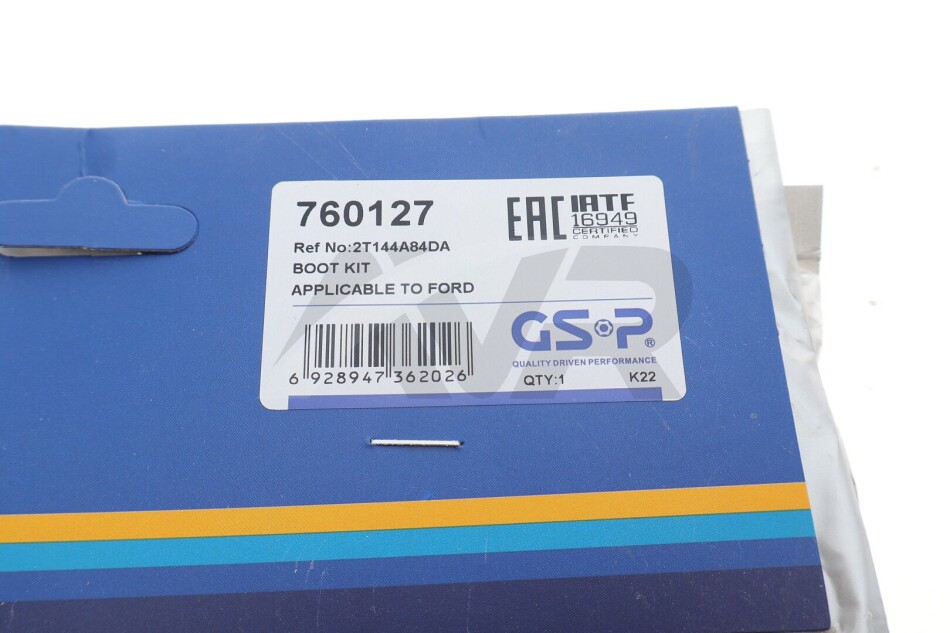 760127
Ref No:2T144A84DA
BOOT KIT
APPLICABLE TO FORD
EAC
IATF
16949
CERTIFIED
COMPANY
GSP®
QUALITY DRIVEN PERFORMANCE
6 928947 362026
QTY:1 K22